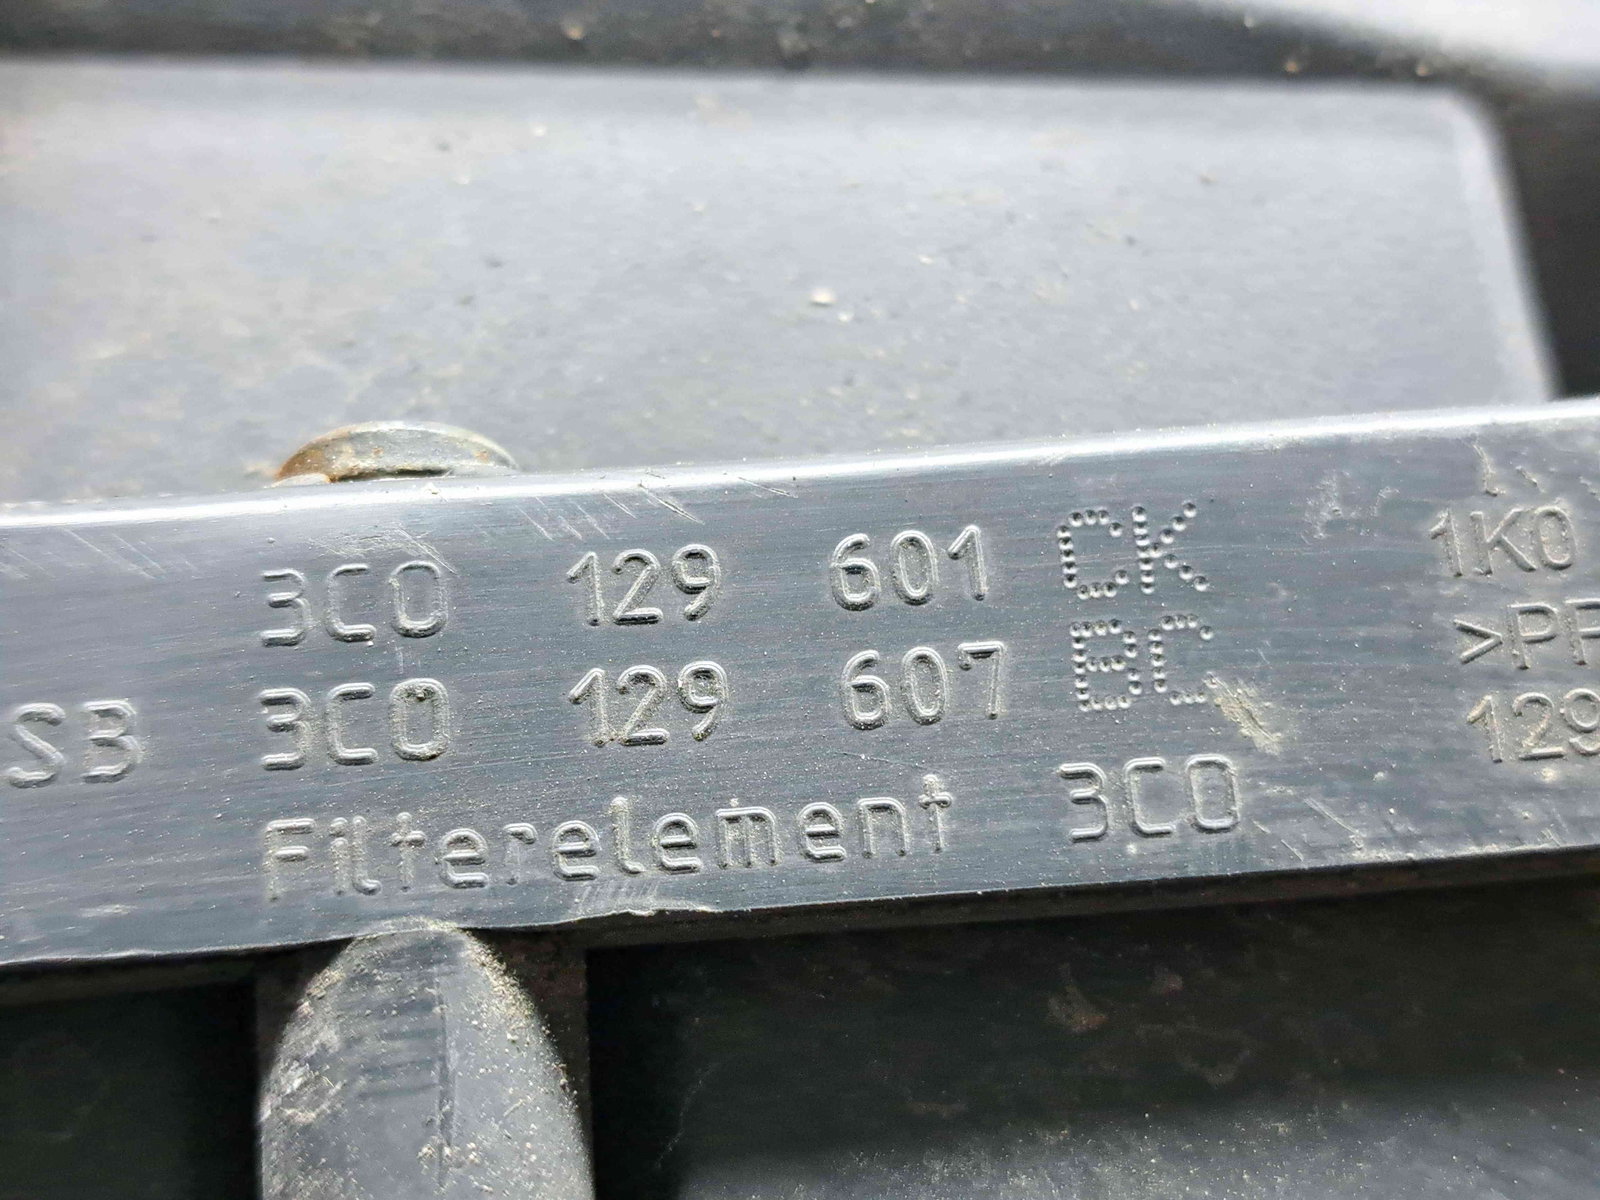 3C0 129 601 CK 1K0
3C0 129 607 BC >PP
SB 129
Filterelement 3C0